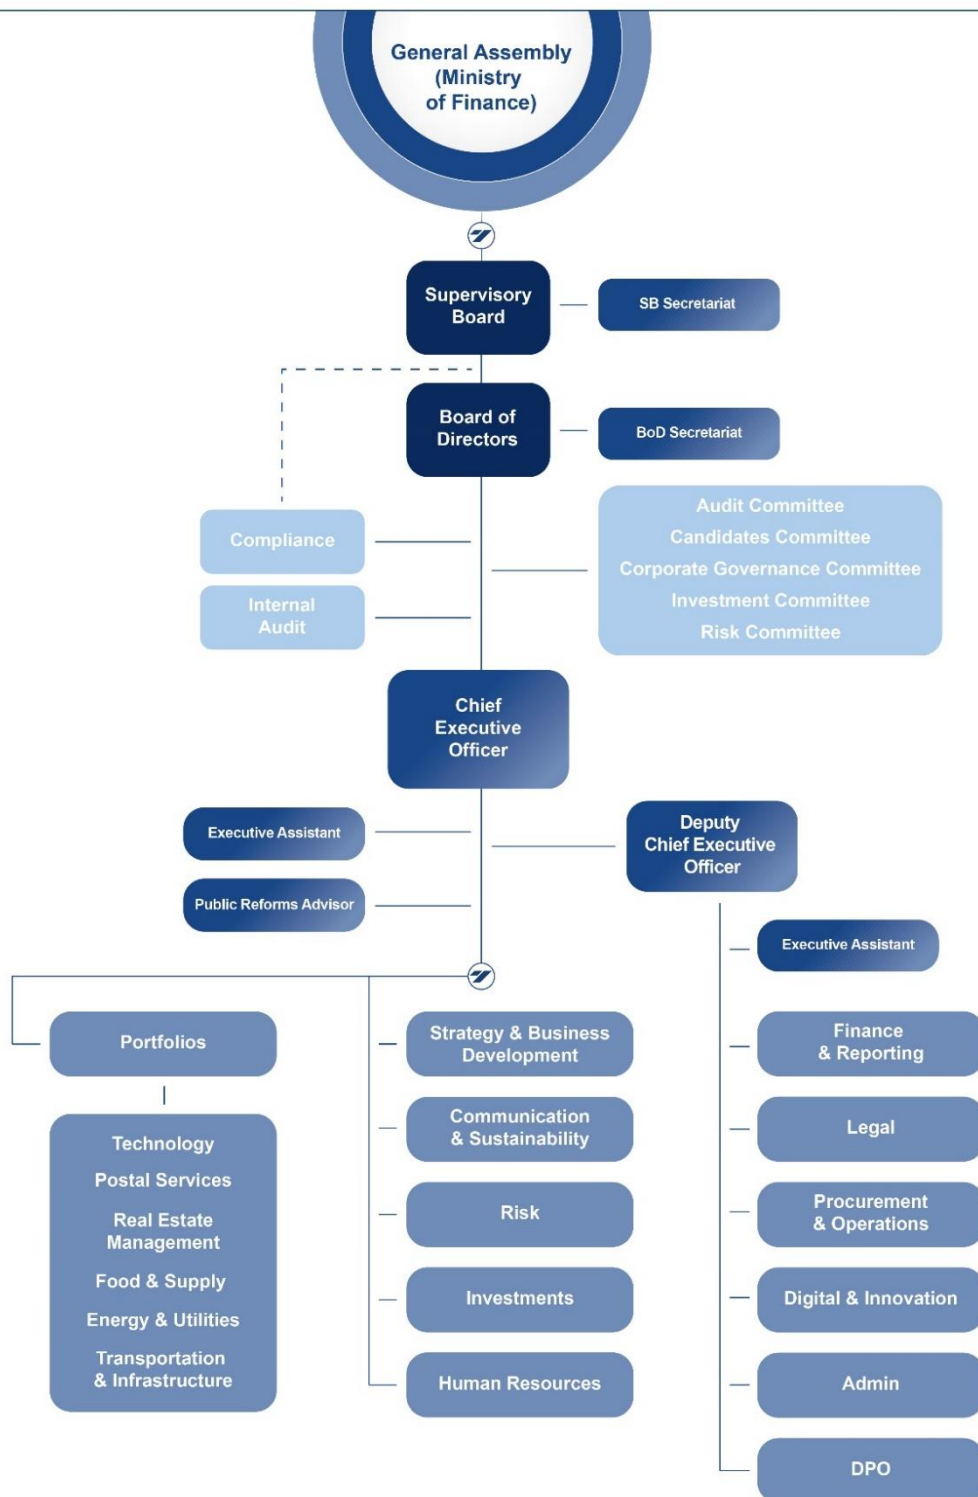 General Assembly
(Ministry
of Finance)
Supervisory
Board
SB Secretariat
Board of
Directors
BoD Secretariat
Compliance
Internal
Audit
Audit Committee
Candidates Committee
Corporate Governance Committee
Investment Committee
Risk Committee
Chief
Executive
Officer
Executive Assistant
Public Reforms Advisor
Deputy
Chief Executive
Officer
Executive Assistant
Portfolios
Technology
Postal Services
Real Estate
Management
Food & Supply
Energy & Utilities
Transportation
& Infrastructure
Strategy & Business
Development
Communication
& Sustainability
Risk
Investments
Human Resources
Finance
& Reporting
Legal
Procurement
& Operations
Digital & Innovation
Admin
DPO